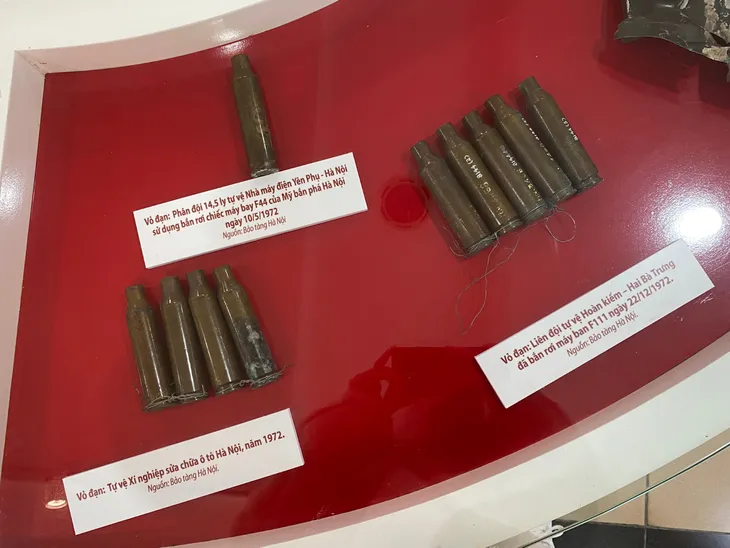 Vỏ đạn: Phân đội 14,5 ly tự vệ Nhà máy điện Yên Phụ - Hà Nội
sử dụng bắn rơi chiếc máy bay F44 của Mỹ bắn phá Hà Nội
ngày 10/5/1972
Nguồn: Bảo tàng Hà Nội
Vỏ đạn: Liên đội tự vệ Hoàn kiếm – Hai Bà Trưng
đã bắn rơi máy ban F111 ngày 22/12/1972.
Nguồn: Bảo tàng Hà Nội.
Vỏ đạn: Tự vệ Xí nghiệp sửa chữa ô tô Hà Nội, năm 1972.
Nguồn: Bảo tàng Hà Nội.